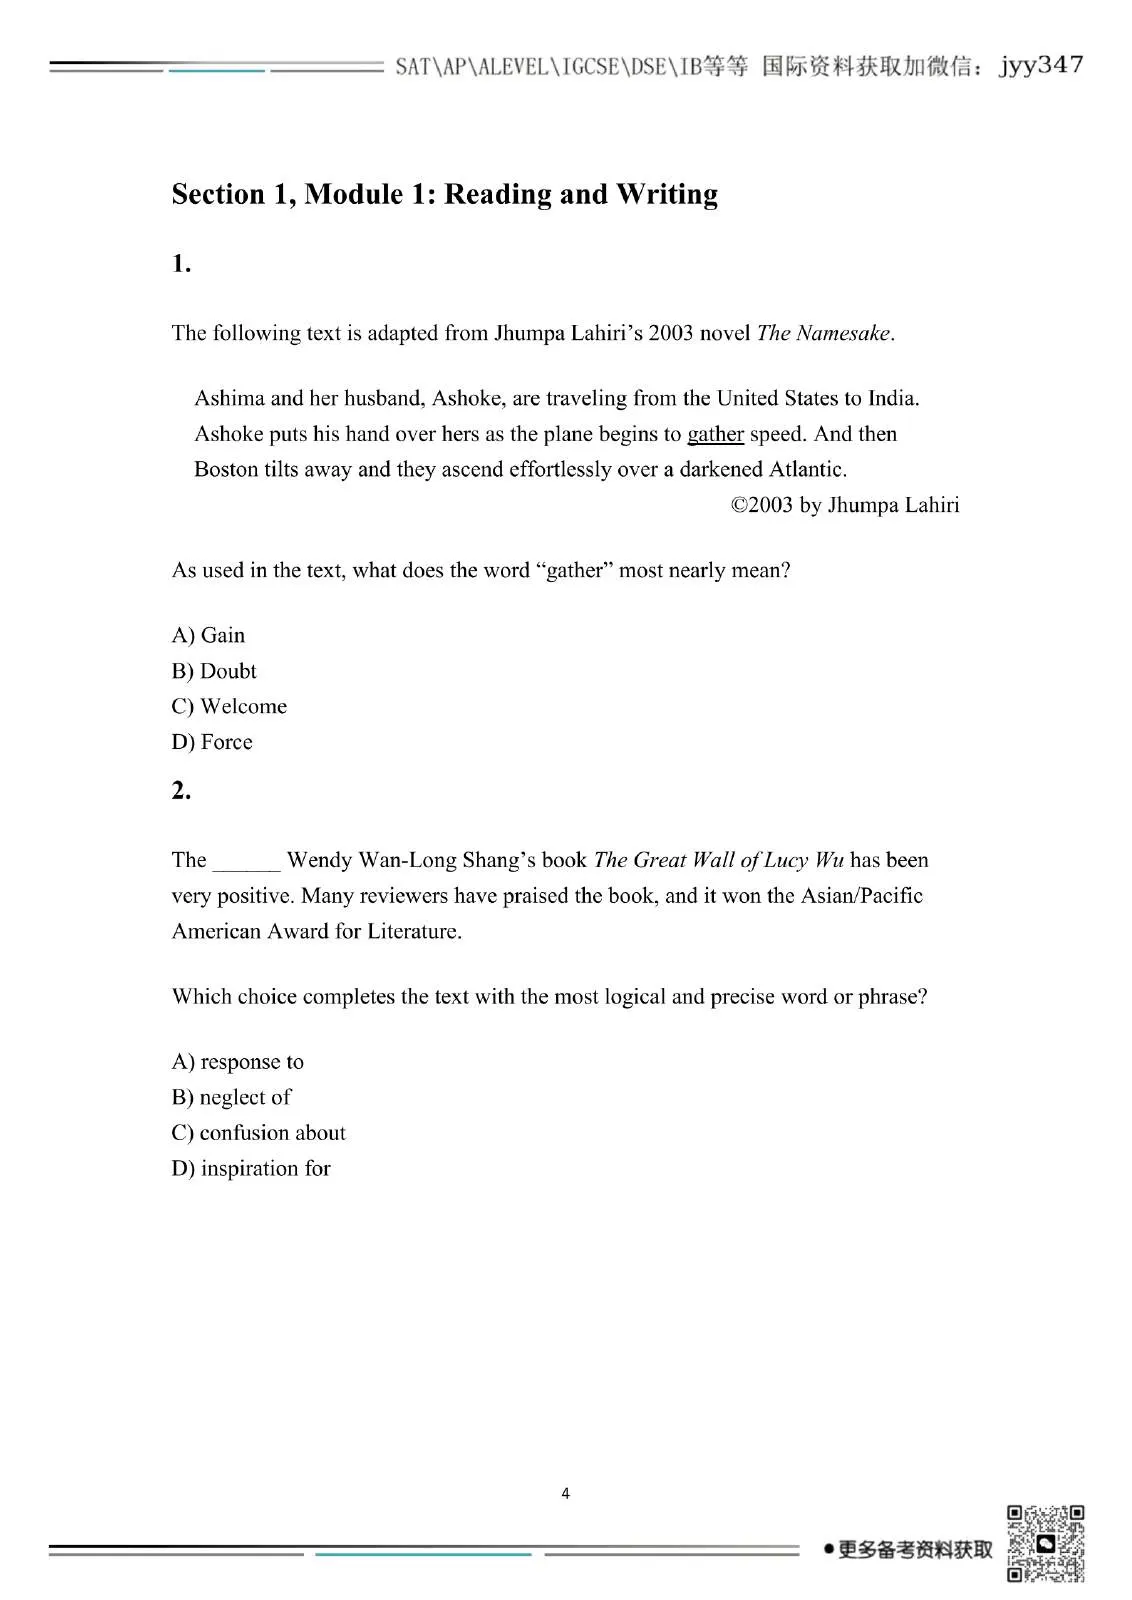 SAT\AP\ALEVEL\IGCSE\DSE\IB等等 国际资料获取加微信: jyy347
Section 1, Module 1: Reading and Writing
1.
The following text is adapted from Jhumpa Lahiri’s 2003 novel The Namesake.
Ashima and her husband, Ashoke, are traveling from the United States to India.
Ashoke puts his hand over hers as the plane begins to gather speed. And then
Boston tilts away and they ascend effortlessly over a darkened Atlantic.
©2003 by Jhumpa Lahiri
As used in the text, what does the word “gather” most nearly mean?
A) Gain
B) Doubt
C) Welcome
D) Force
2.
The ______ Wendy Wan-Long Shang’s book The Great Wall of Lucy Wu has been
very positive. Many reviewers have praised the book, and it won the Asian/Pacific
American Award for Literature.
Which choice completes the text with the most logical and precise word or phrase?
A) response to
B) neglect of
C) confusion about
D) inspiration for
4
●更多备考资料获取